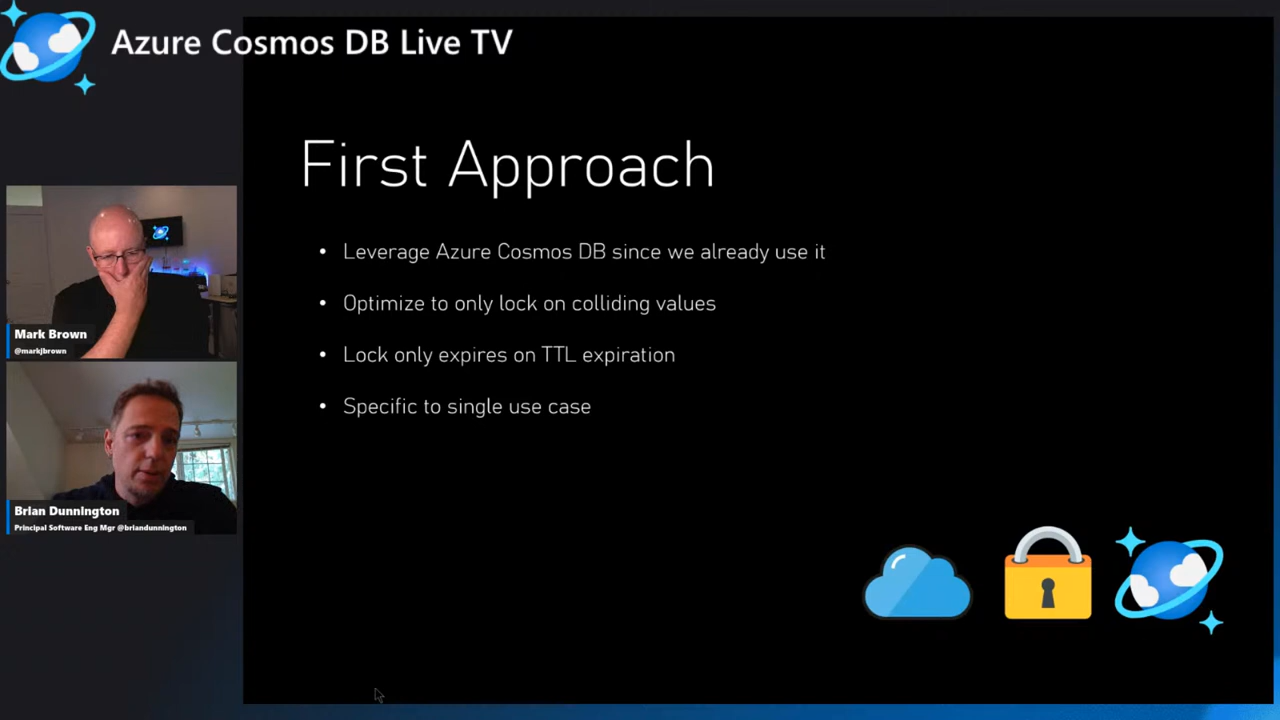 Azure Cosmos DB Live TV
First Approach
• Leverage Azure Cosmos DB since we already use it
• Optimize to only lock on colliding values
• Lock only expires on TTL expiration
• Specific to single use case
Mark Brown
@markjbrown
Brian Dunnington
Principal Software Eng Mgr @briandunnington